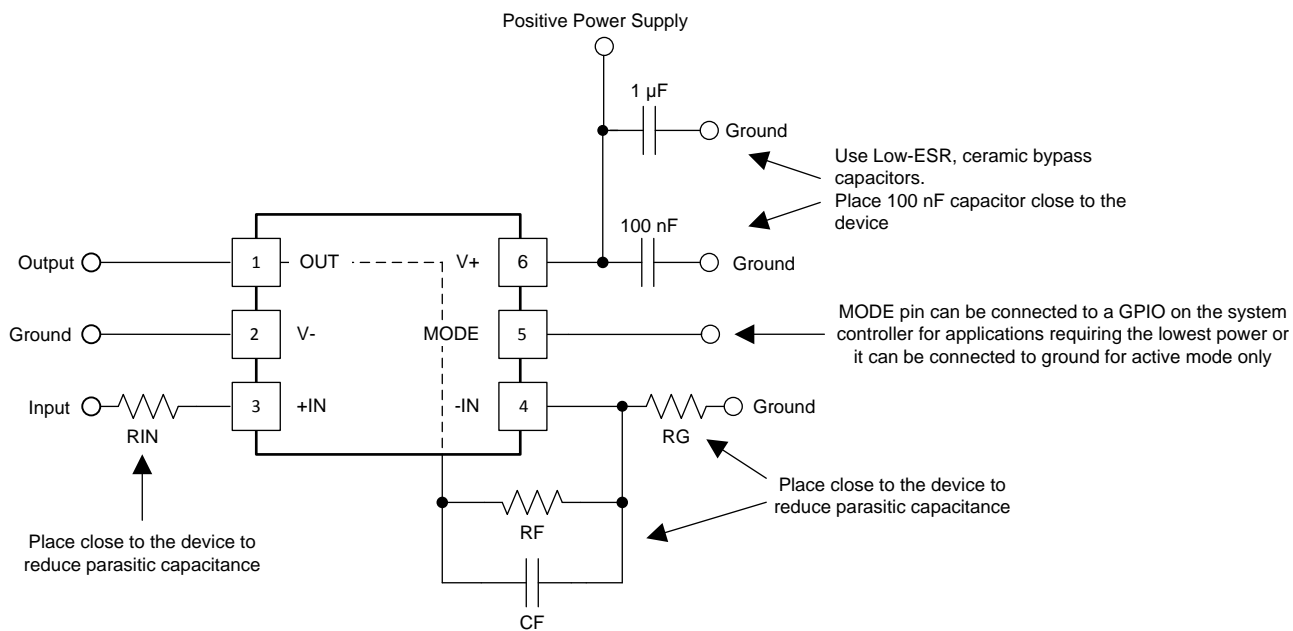 Positive Power Supply
1 µF
Ground
Use Low-ESR, ceramic bypass
capacitors.
Place 100 nF capacitor close to the
device
100 nF
Output
1
OUT
V+
6
Ground
Ground
2
V-
MODE
5
MODE pin can be connected to a GPIO on the system
controller for applications requiring the lowest power or
it can be connected to ground for active mode only
Input
RIN
3
+IN
-IN
4
RG
Ground
Place close to the device to
reduce parasitic capacitance
RF
Place close to the device to
reduce parasitic capacitance
CF